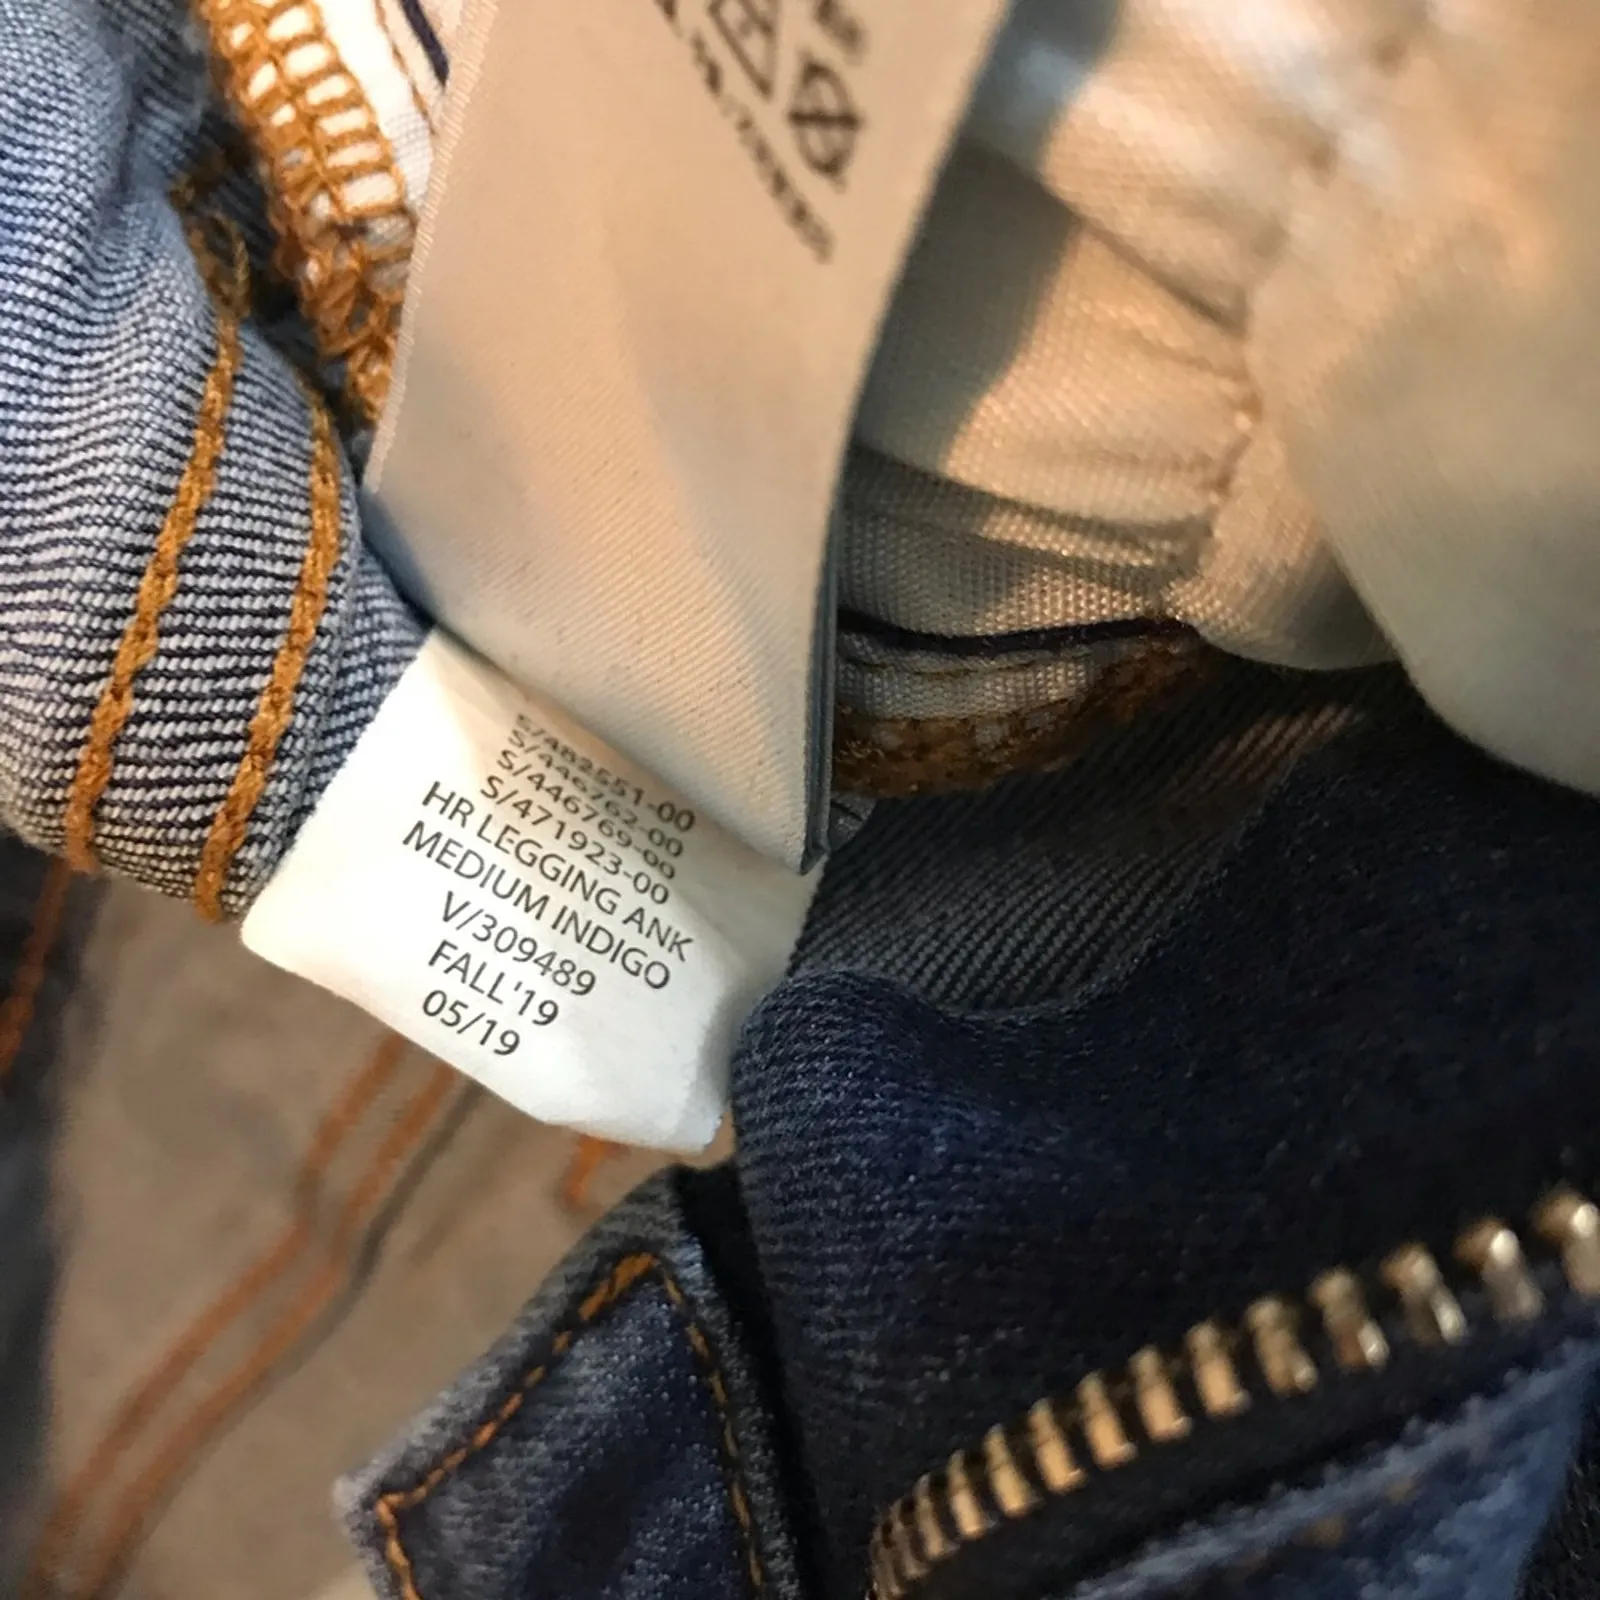 S/482551-00
S/446762-00
S/446769-00
S/471923-00
HR LEGGING ANK
MEDIUM INDIGO
V/309489
FALL'19
05/19